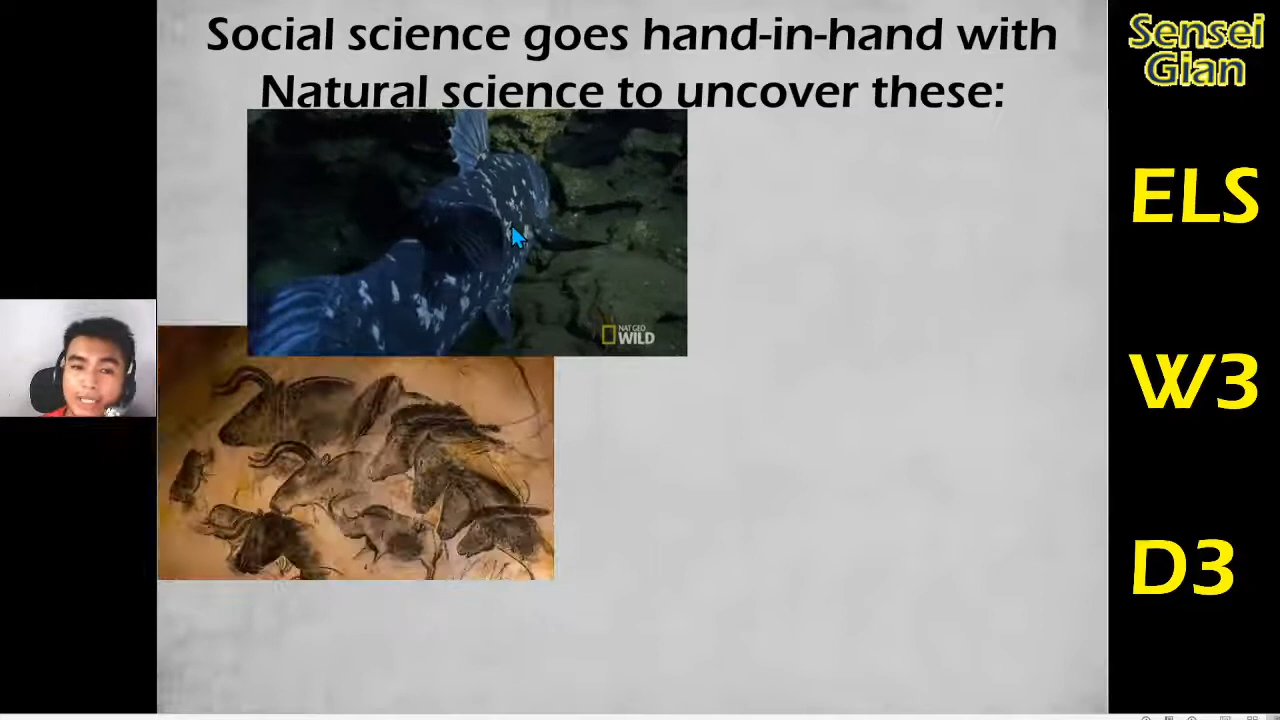 Social science goes hand-in-hand with
Natural science to uncover these:
Sensei
Gian
ELS
W3
D3
NAT GEO
WILD